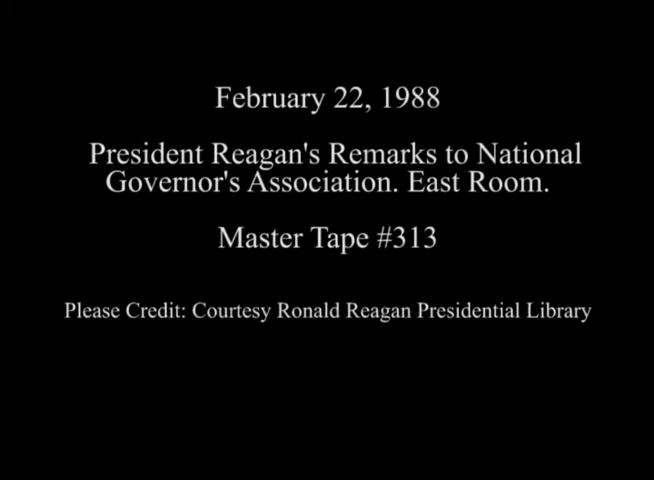 February 22, 1988
President Reagan's Remarks to National
Governor's Association. East Room.
Master Tape #313
Please Credit: Courtesy Ronald Reagan Presidential Library